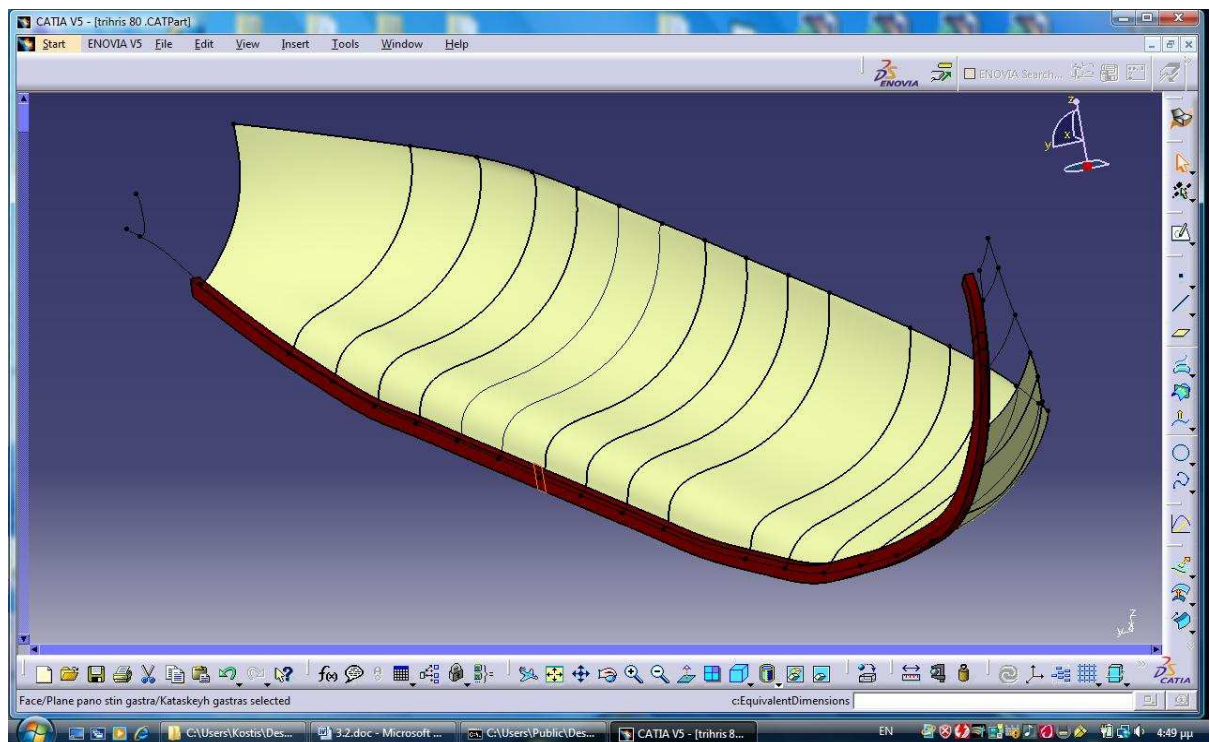 CATIA V5 - [trihris 80 .CATPart]
Start ENOVIA V5 File Edit View Insert Tools Window Help
ENOVIA
ENOVIA Search...
z
x
y
z
f(x)
CATIA
Face/Plane pano stin gastra/Kataskeyh gastras selected
c:EquivalentDimensions
C:\Users\Kostis\Des...
3.2.doc - Microsoft ...
C:\Users\Public\Des...
CATIA V5 - [trihris 8...
EN
4:49 μμ